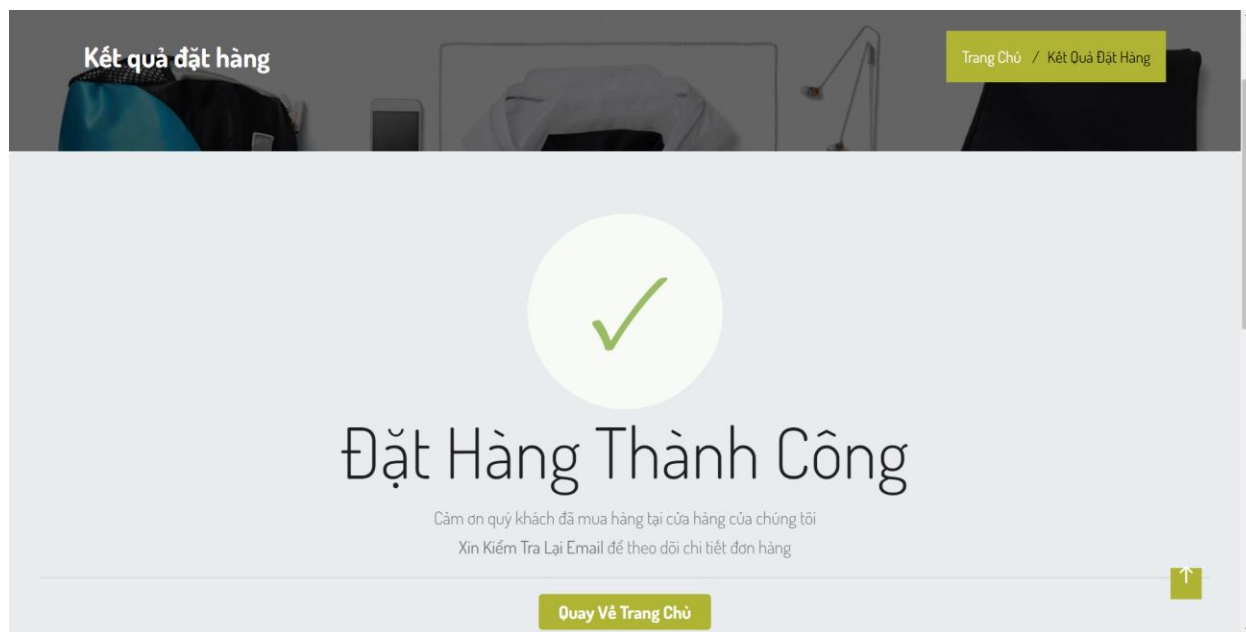 Kết quả đặt hàng
Trang Chủ / Kết Quả Đặt Hàng
Đặt Hàng Thành Công
Cảm ơn quý khách đã mua hàng tại cửa hàng của chúng tôi
Xin Kiểm Tra Lại Email để theo dõi chi tiết đơn hàng
Quay Về Trang Chủ